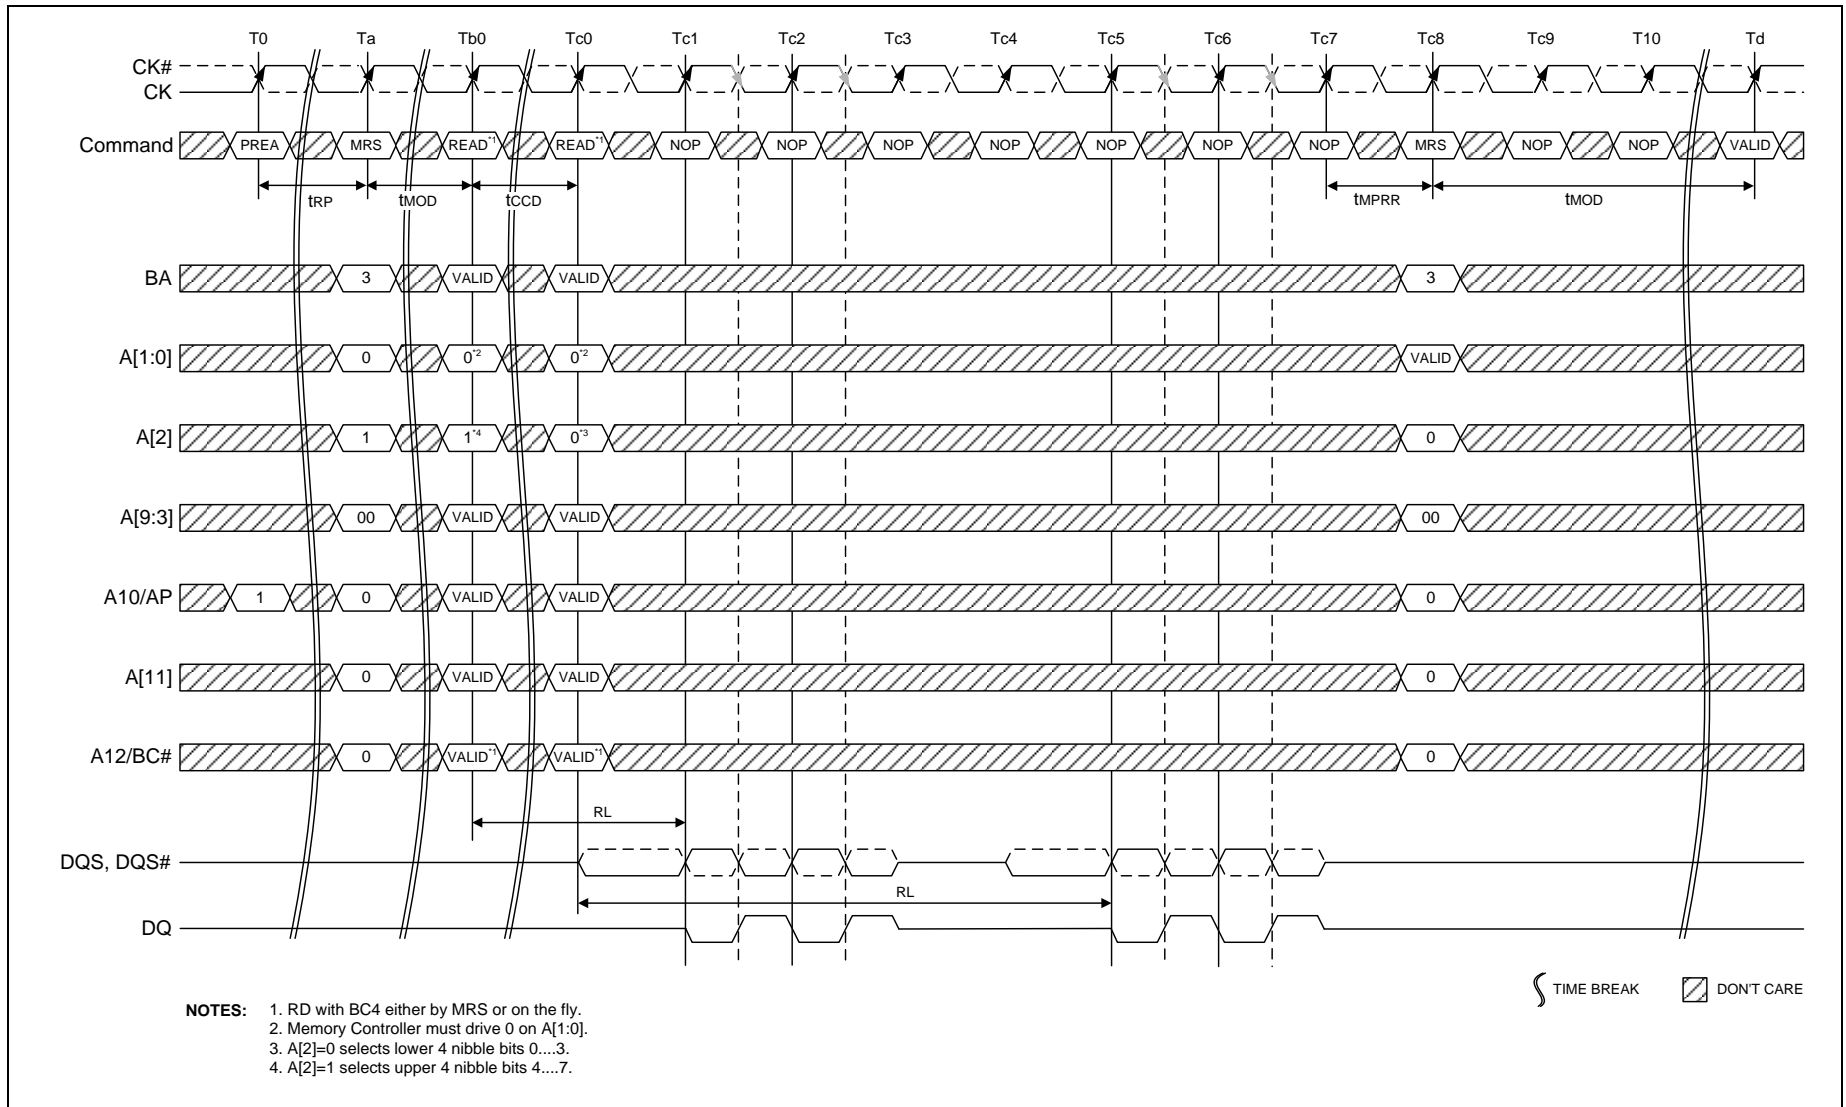 T0 Ta Tb0 Tc0 Tc1 Tc2 Tc3 Tc4 Tc5 Tc6 Tc7 Tc8 Tc9 T10 Td
CK#
CK
Command PREA MRS READ*1 READ*1 NOP NOP NOP NOP NOP NOP NOP MRS NOP NOP VALID
tRP tMOD tCCD tMPRR tMOD
BA 3 VALID VALID 3
A[1:0] 0 0*2 0*2 VALID
A[2] 1 1*4 0*3 0
A[9:3] 00 VALID VALID 00
A10/AP 1 0 VALID VALID 0
A[11] 0 VALID VALID 0
A12/BC# 0 VALID*1 VALID*1 0
RL
DQS, DQS#
RL
DQ
TIME BREAK DON'T CARE
NOTES: 1. RD with BC4 either by MRS or on the fly.
2. Memory Controller must drive 0 on A[1:0].
3. A[2]=0 selects lower 4 nibble bits 0....3.
4. A[2]=1 selects upper 4 nibble bits 4....7.